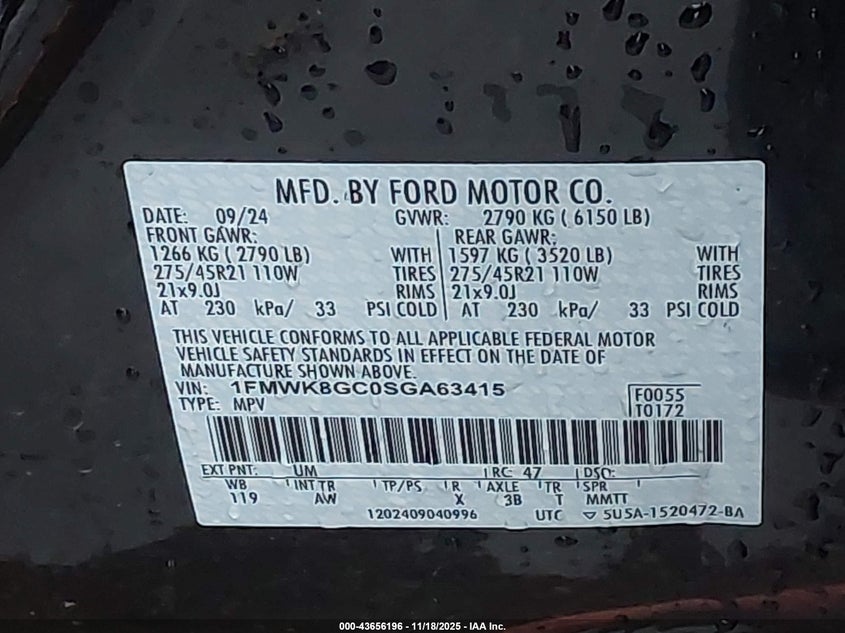 MFD. BY FORD MOTOR CO.
DATE: 09/24 GVWR: 2790 KG ( 6150 LB)
FRONT GAWR: REAR GAWR:
1266 KG ( 2790 LB) WITH 1597 KG ( 3520 LB) WITH
275/45R21 110W TIRES 275/45R21 110W TIRES
21x9.0J RIMS 21x9.0J RIMS
AT 230 kPa/ 33 PSI COLD AT 230 kPa/ 33 PSI COLD
THIS VEHICLE CONFORMS TO ALL APPLICABLE FEDERAL MOTOR
VEHICLE SAFETY STANDARDS IN EFFECT ON THE DATE OF
MANUFACTURE SHOWN ABOVE.
VIN: 1FMWK8GC0SGA63415 F0055
TYPE: MPV T0172
EXT PNT: UM RC: 47 DSO:
WB INT TR TP/PS R AXLE TR SPR
119 AW X 3B T MMTT
1202409040996 UTC ▽ 5U5A-1520472-BA
000-43656196 - 11/18/2025 - IAA Inc.